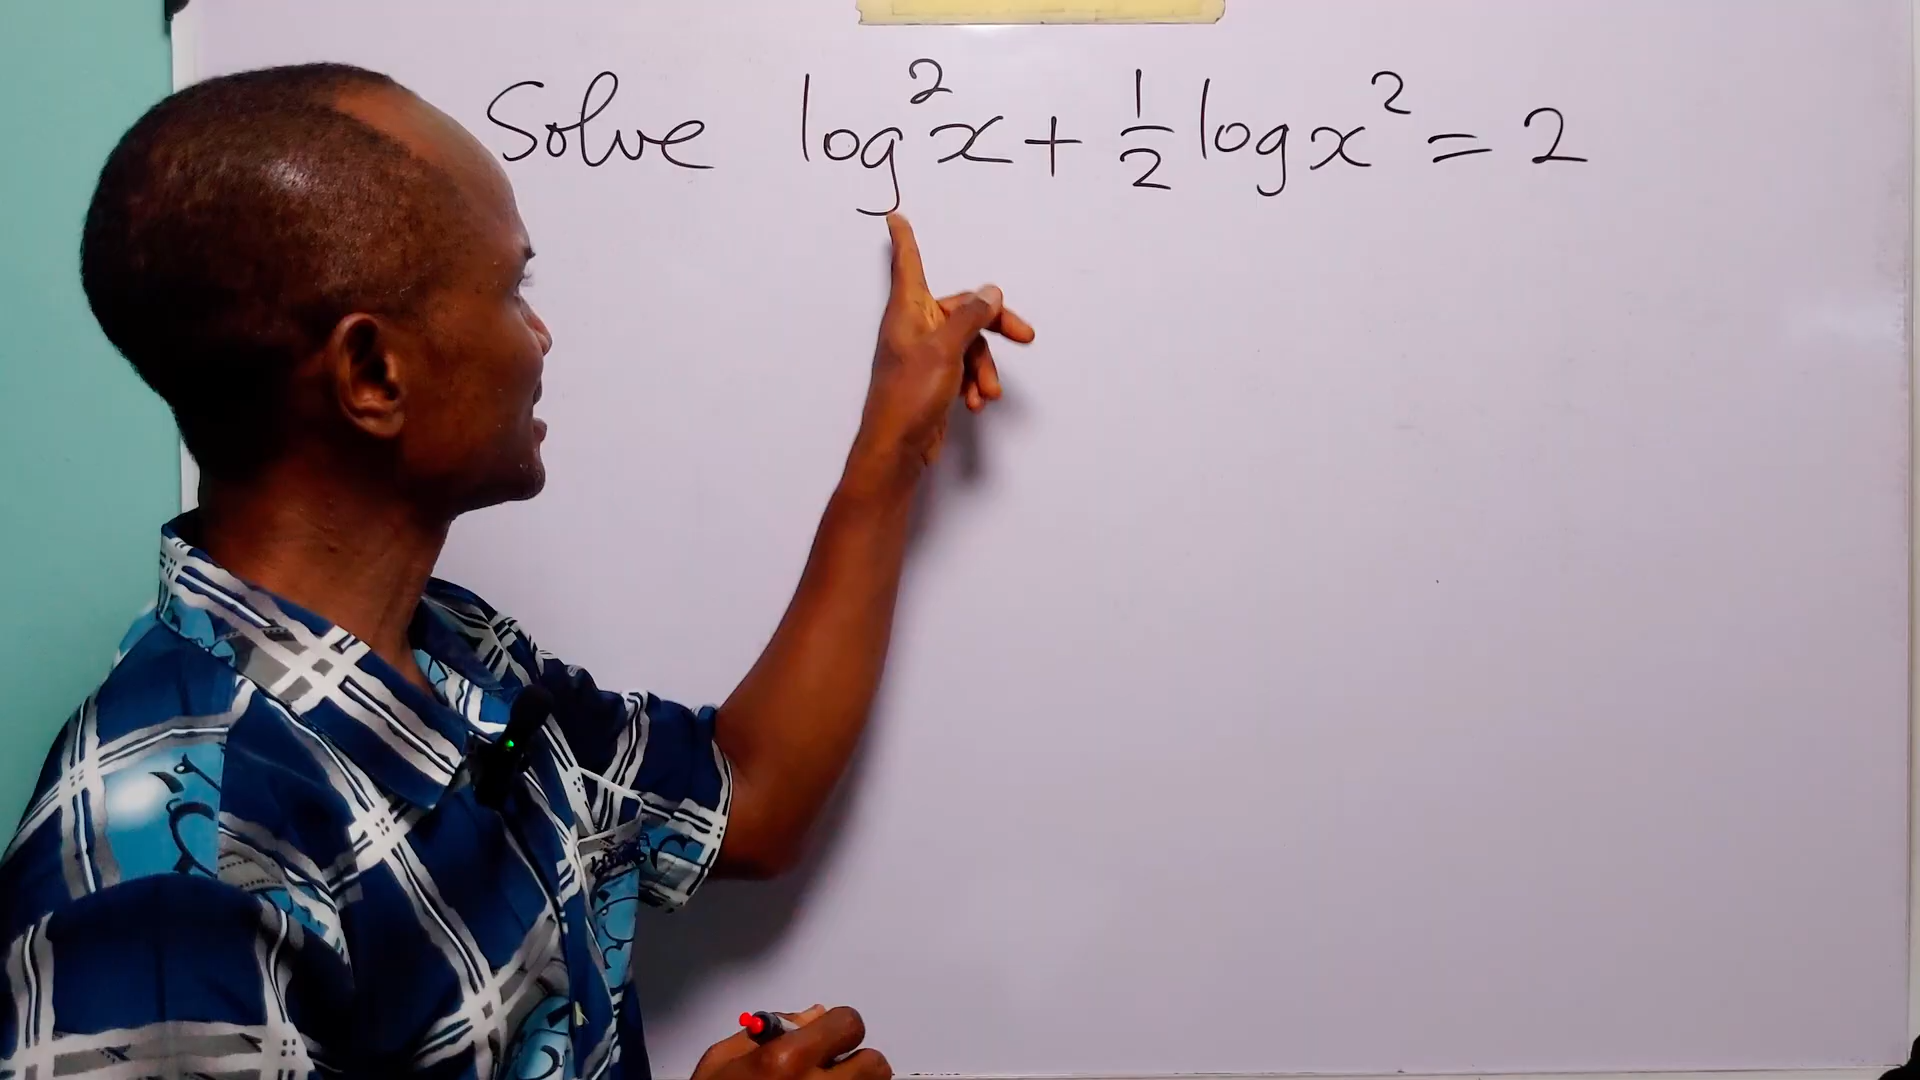 Solve log²x + 1/2 log x² = 2